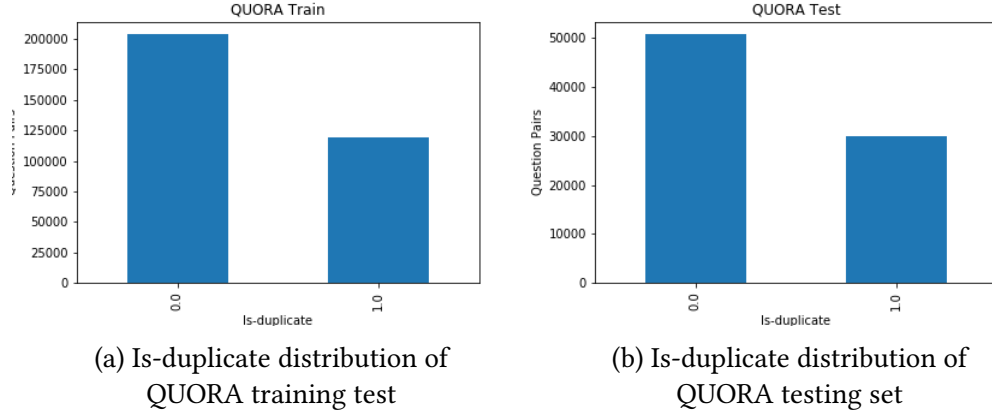 QUORA Train
200000
175000
150000
125000
100000
75000
50000
25000
0
0.0
1.0
Is-duplicate
(a) Is-duplicate distribution of
QUORA training test
QUORA Test
50000
40000
30000
20000
10000
0
Question Pairs
0.0
1.0
Is-duplicate
(b) Is-duplicate distribution of
QUORA testing set